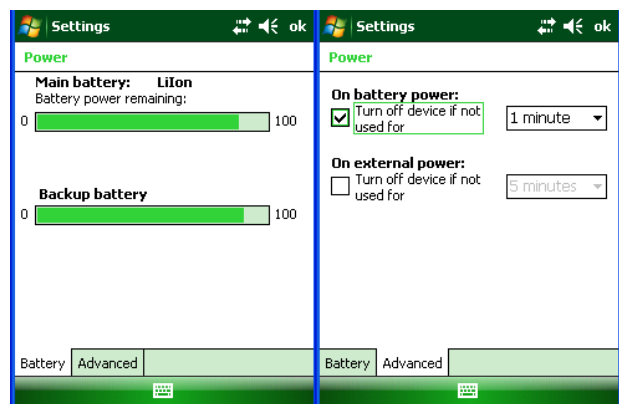 Settings
ok
Power
Main battery: LiIon
Battery power remaining:
0 100
Backup battery
0 100
Battery Advanced
Settings
ok
Power
On battery power:
Turn off device if not
used for
1 minute
On external power:
Turn off device if not
used for
5 minutes
Battery Advanced